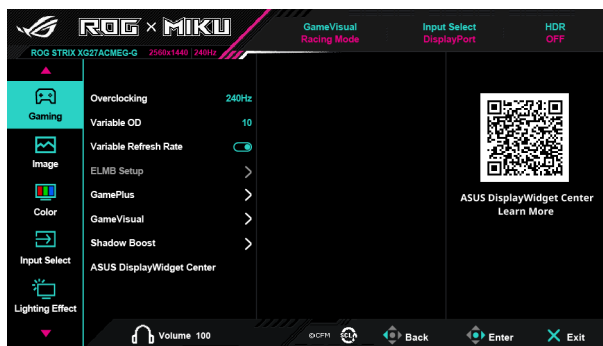 ROG × MIKU
GameVisual
Racing Mode
Input Select
DisplayPort
HDR
OFF
ROG STRIX XG27ACMEG-G 2560x1440 | 240Hz
Gaming
Image
Color
Input Select
Lighting Effect
Overclocking 240Hz
Variable OD 10
Variable Refresh Rate
ELMB Setup
GamePlus
GameVisual
Shadow Boost
ASUS DisplayWidget Center
ASUS DisplayWidget Center
Learn More
Volume 100
©CFM
Back
Enter
Exit